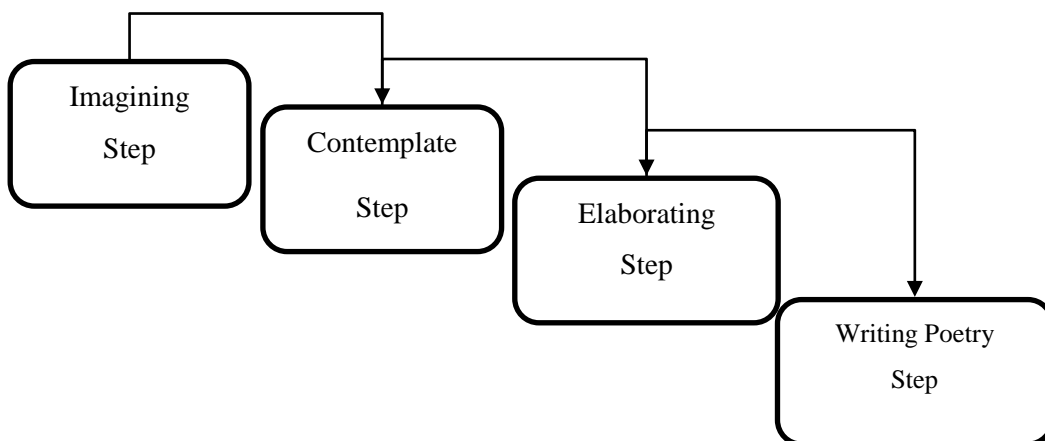 Imagining
Step
Contemplate
Step
Elaborating
Step
Writing Poetry
Step